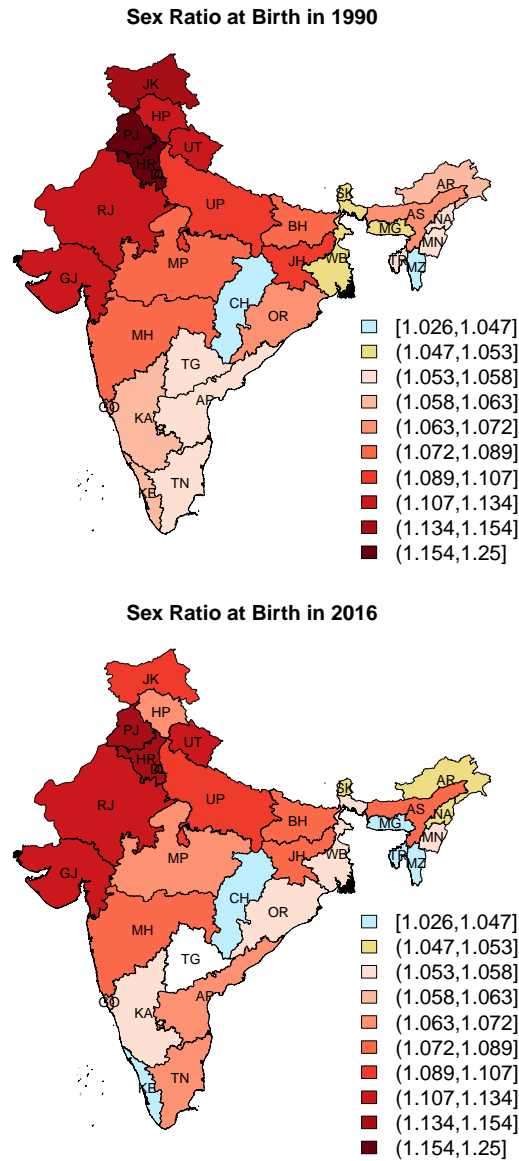 Sex Ratio at Birth in 1990
JK
HP
PJ
UT
HR
DL
RJ
UP
SK
AR
AS
NA
BH
MG
MN
GJ
MP
JH
WB
TR
MZ
CH
OR
MH
TG
GO
KA
AP
KE
TN
[1.026,1.047]
(1.047,1.053]
(1.053,1.058]
(1.058,1.063]
(1.063,1.072]
(1.072,1.089]
(1.089,1.107]
(1.107,1.134]
(1.134,1.154]
(1.154,1.25]
Sex Ratio at Birth in 2016
JK
HP
PJ
UT
HR
DL
RJ
UP
SK
AR
AS
NA
BH
MG
MN
GJ
MP
JH
WB
TR
MZ
CH
OR
MH
TG
GO
KA
AP
KE
TN
[1.026,1.047]
(1.047,1.053]
(1.053,1.058]
(1.058,1.063]
(1.063,1.072]
(1.072,1.089]
(1.089,1.107]
(1.107,1.134]
(1.134,1.154]
(1.154,1.25]